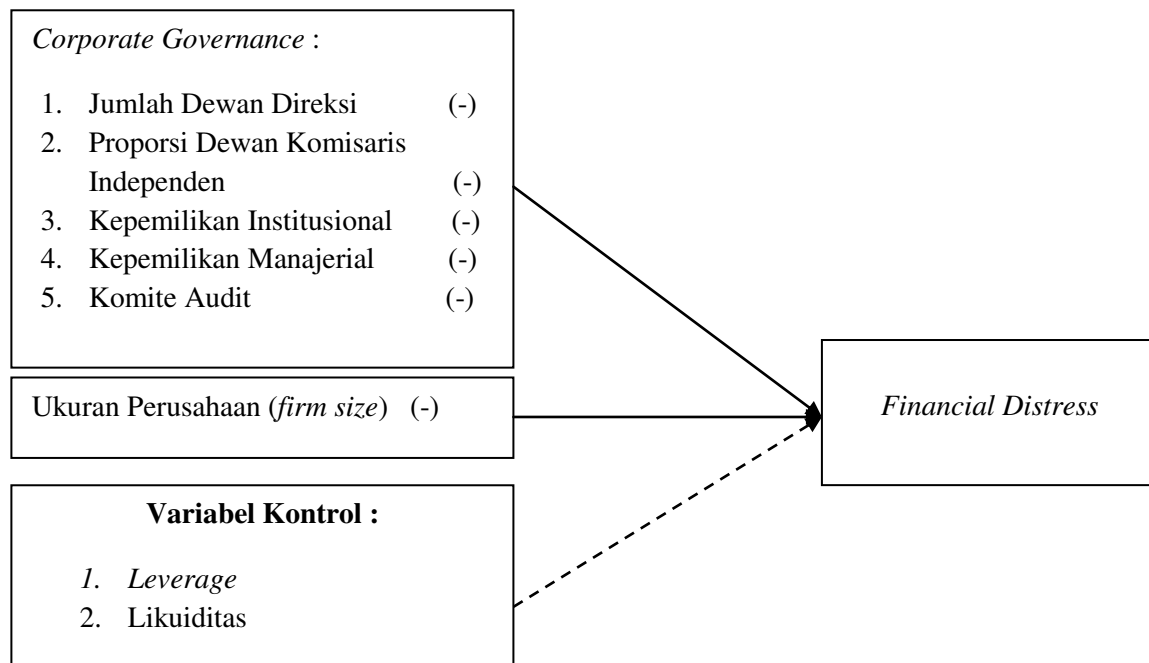 Corporate Governance :
1. Jumlah Dewan Direksi (-)
2. Proporsi Dewan Komisaris
Independen (-)
3. Kepemilikan Institusional (-)
4. Kepemilikan Manajerial (-)
5. Komite Audit (-)
Ukuran Perusahaan (firm size) (-)
Financial Distress
Variabel Kontrol :
1. Leverage
2. Likuiditas